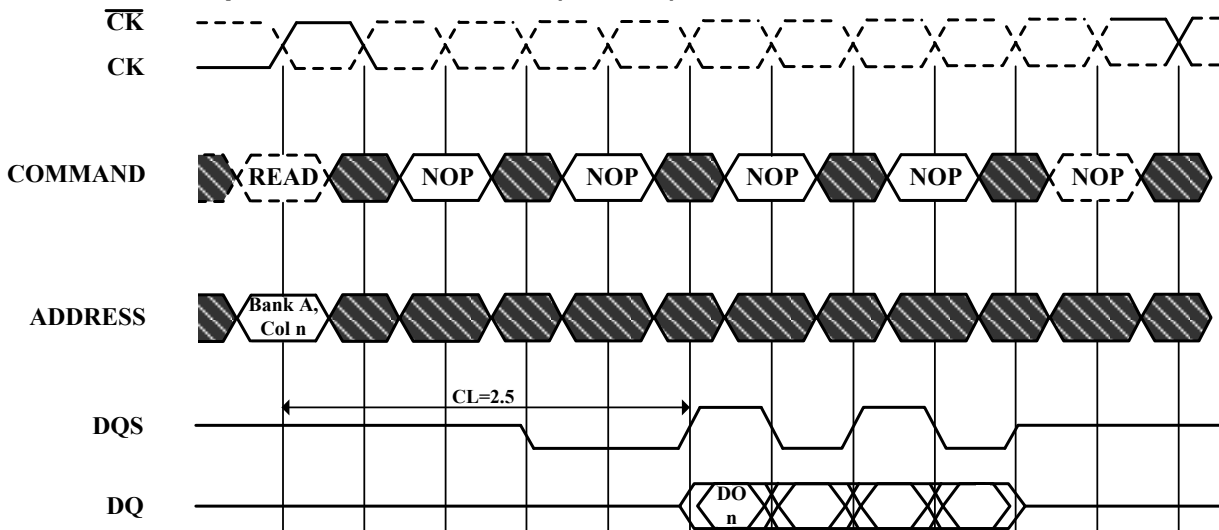 CK
CK
COMMAND
READ
NOP
NOP
NOP
NOP
NOP
ADDRESS
Bank A,
Col n
CL=2.5
DQS
DQ
DO
n